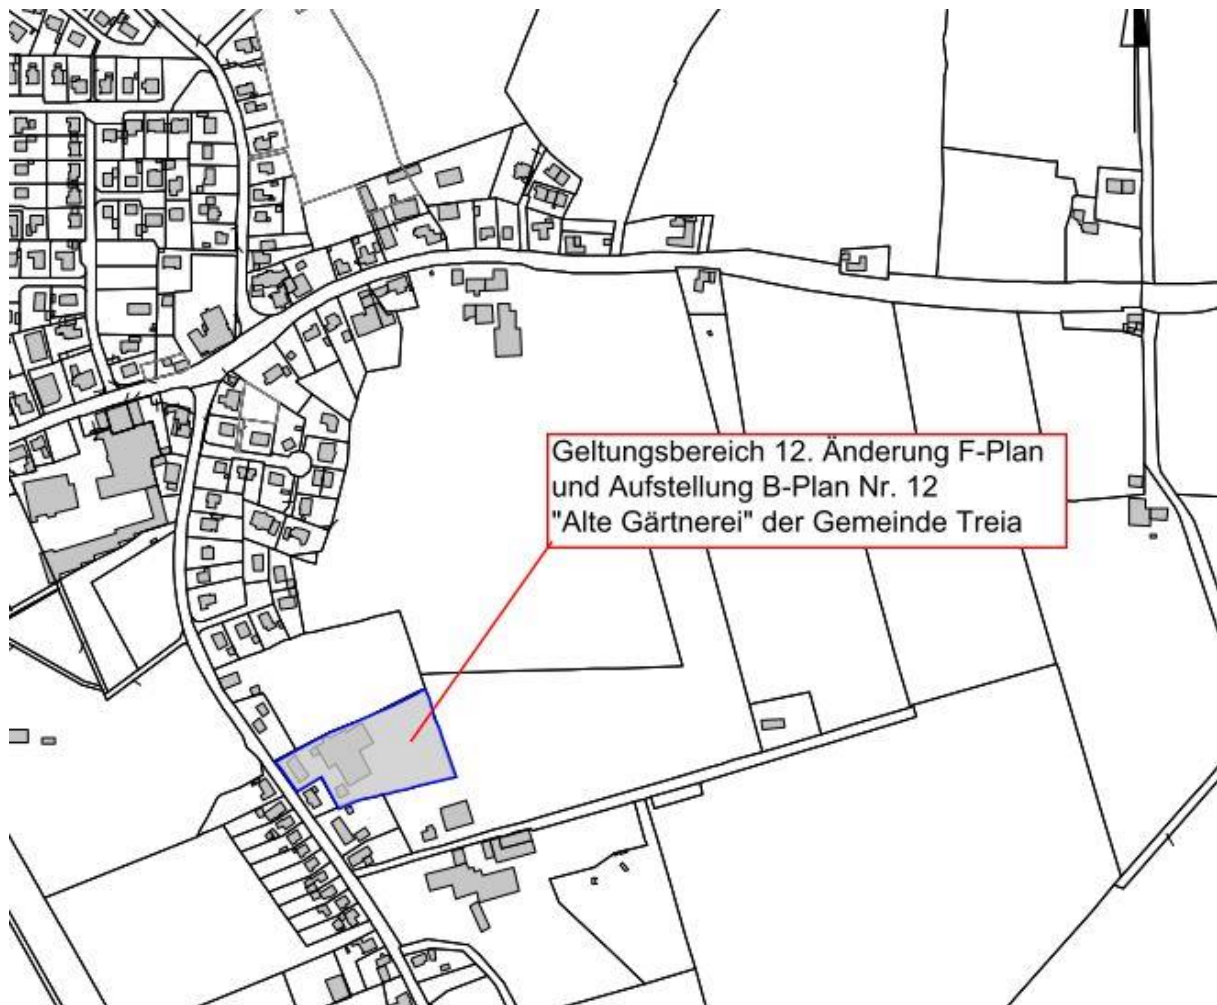 Geltungsbereich 12. Änderung F-Plan
und Aufstellung B-Plan Nr. 12
"Alte Gärtnerei" der Gemeinde Treia